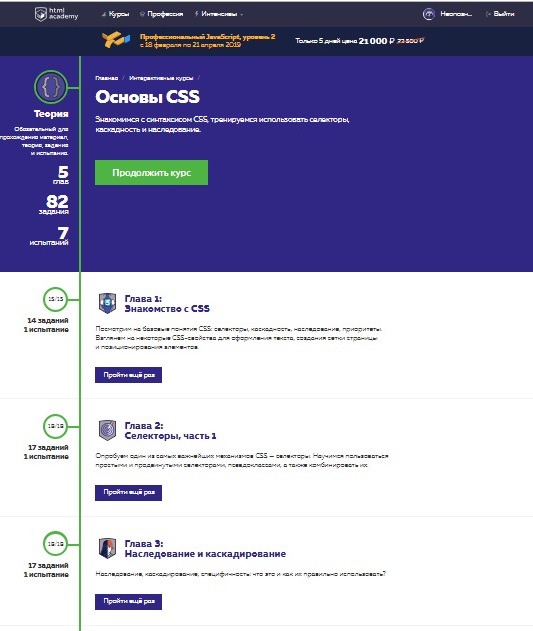 html
academy
Курсы
Профессия
Интенсивы
Неопозн...
Выйти
Профессиональный JavaScript, уровень 2
с 18 февраля по 21 апреля 2019
Только 5 дней цена 21 000 ₽ 23 500 ₽
Теория
Обязательный для
прохождения материал,
теория, задания
и испытания.
5
глав
82
задания
7
испытаний
Главная / Интерактивные курсы /
Основы CSS
Знакомимся с синтаксисом CSS, тренируемся использовать селекторы,
каскадность и наследование.
Продолжить курс
15/15
14 заданий
1 испытание
Глава 1:
Знакомство с CSS
Посмотрим на базовые понятия CSS: селекторы, каскадность, наследование, приоритеты.
Взглянем на некоторые CSS-свойства для оформления текста, создания сетки страницы
и позиционирования элементов.
Пройти ещё раз
18/18
17 заданий
1 испытание
Глава 2:
Селекторы, часть 1
Опробуем один из самых важнейших механизмов CSS — селекторы. Научимся пользоваться
простыми и продвинутыми селекторами, псевдоклассами, а также комбинировать их.
Пройти ещё раз
18/18
17 заданий
1 испытание
Глава 3:
Наследование и каскадирование
Наследование, каскадирование, специфичность: что это и как их правильно использовать?
Пройти ещё раз